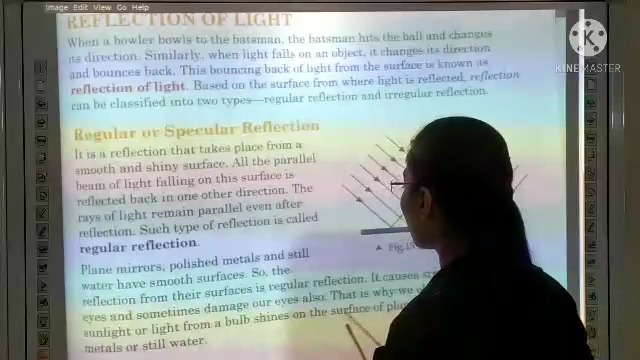 Image Edit View Go Help
REFLECTION OF LIGHT
When a bowler bowls to the batsman, the batsman hits the ball and changes
its direction. Similarly, when light falls on an object, it changes its direction
and bounces back. This bouncing back of light from the surface is known as
reflection of light. Based on the surface from where light is reflected, reflection
can be classified into two types—regular reflection and irregular reflection.
Regular or Specular Reflection
It is a reflection that takes place from a
smooth and shiny surface. All the parallel
beam of light falling on this surface is
reflected back in one other direction. The
rays of light remain parallel even after
reflection. Such type of reflection is called
regular reflection.
▲ Fig.
Plane mirrors, polished metals and still
water have smooth surfaces. So, the
reflection from their surfaces is regular reflection. It causes
eyes and sometimes damage our eyes also. That is why we
sunlight or light from a bulb shines on the surface of
metals or still water.
KINEMASTER